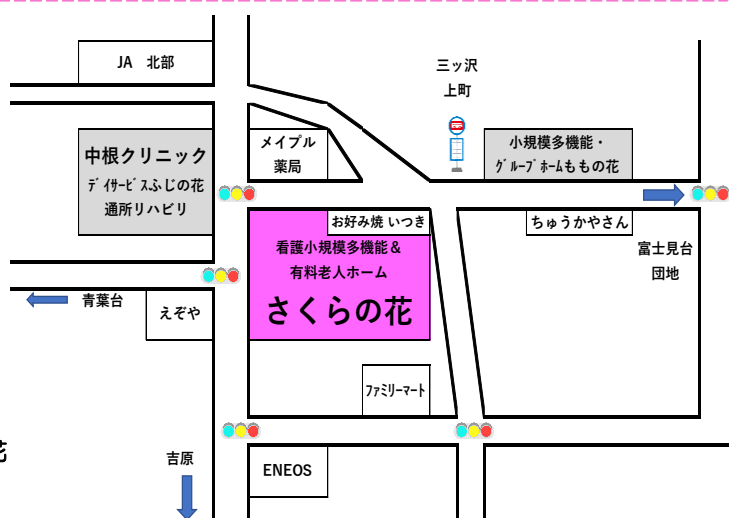 JA 北部
三ッ沢
上町
中根クリニック
ﾃﾞｲｻｰﾋﾞｽふじの花
通所リハビリ
メイプル
薬局
小規模多機能・
ｸﾞﾙｰﾌﾟﾎｰﾑももの花
お好み焼 いつき
ちゅうかやさん
看護小規模多機能＆
有料老人ホーム
さくらの花
富士見台
団地
青葉台
えぞや
ﾌｧﾐﾘｰﾏｰﾄ
花
吉原
ENEOS